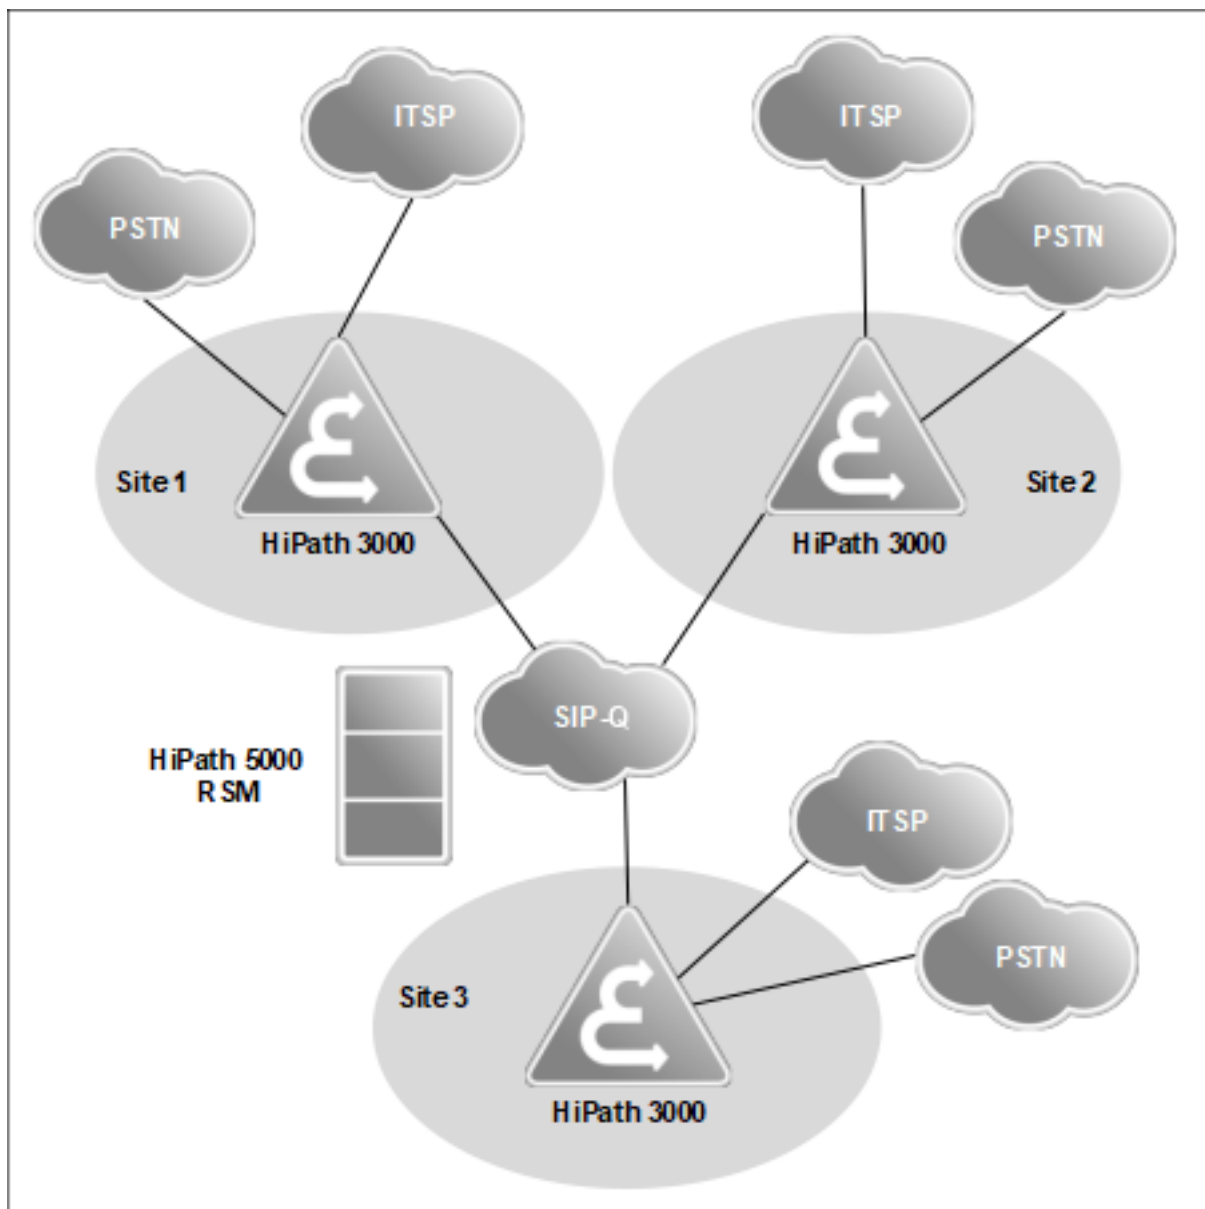 ITSP
ITSP
PSTN
PSTN
Site 1
Site 2
HiPath 3000
HiPath 3000
SIP-Q
HiPath 5000
RSM
ITSP
PSTN
Site 3
HiPath 3000